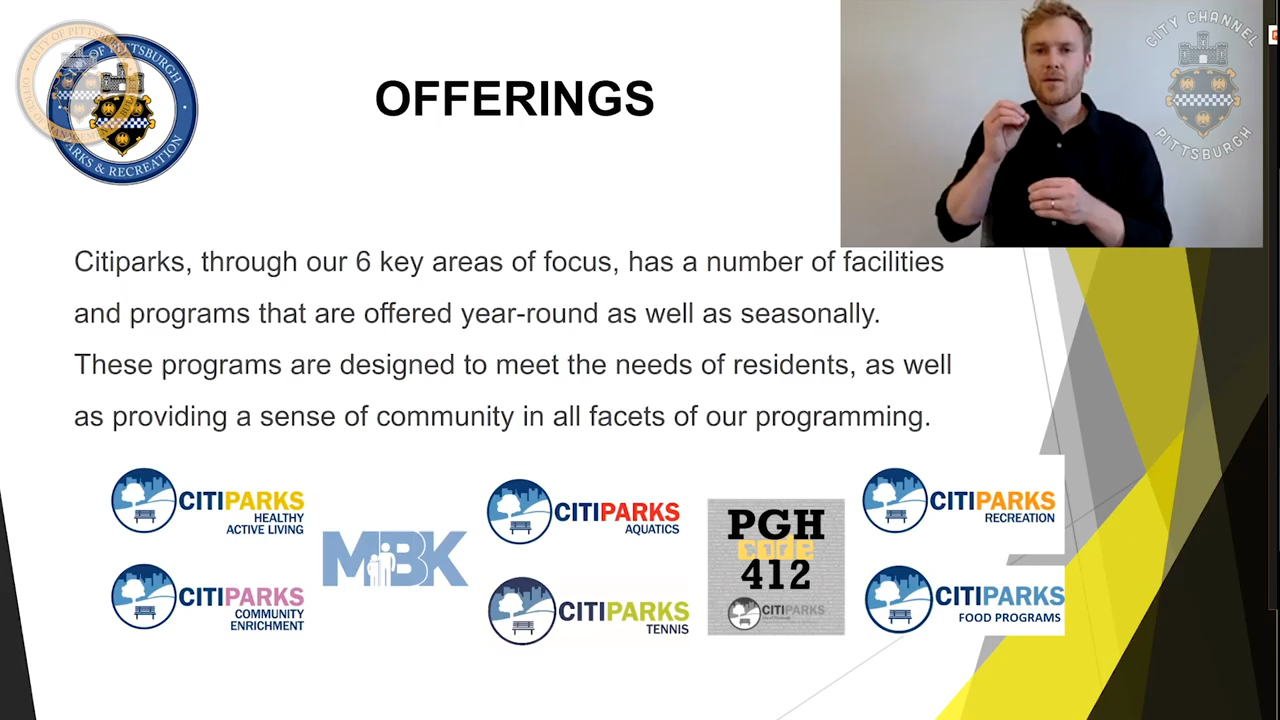 CITY OF PITTSBURGH
CITY OF PITTSBURGH
PARKS & RECREATION
OFFERINGS
CITY CHANNEL
PITTSBURGH
Citiparks, through our 6 key areas of focus, has a number of facilities
and programs that are offered year-round as well as seasonally.
These programs are designed to meet the needs of residents, as well
as providing a sense of community in all facets of our programming.
CITIPARKS
HEALTHY
ACTIVE LIVING
MBK
CITIPARKS
AQUATICS
PGH
code
412
CITIPARKS
CITIPARKS
RECREATION
CITIPARKS
COMMUNITY
ENRICHMENT
CITIPARKS
TENNIS
CITIPARKS
FOOD PROGRAMS